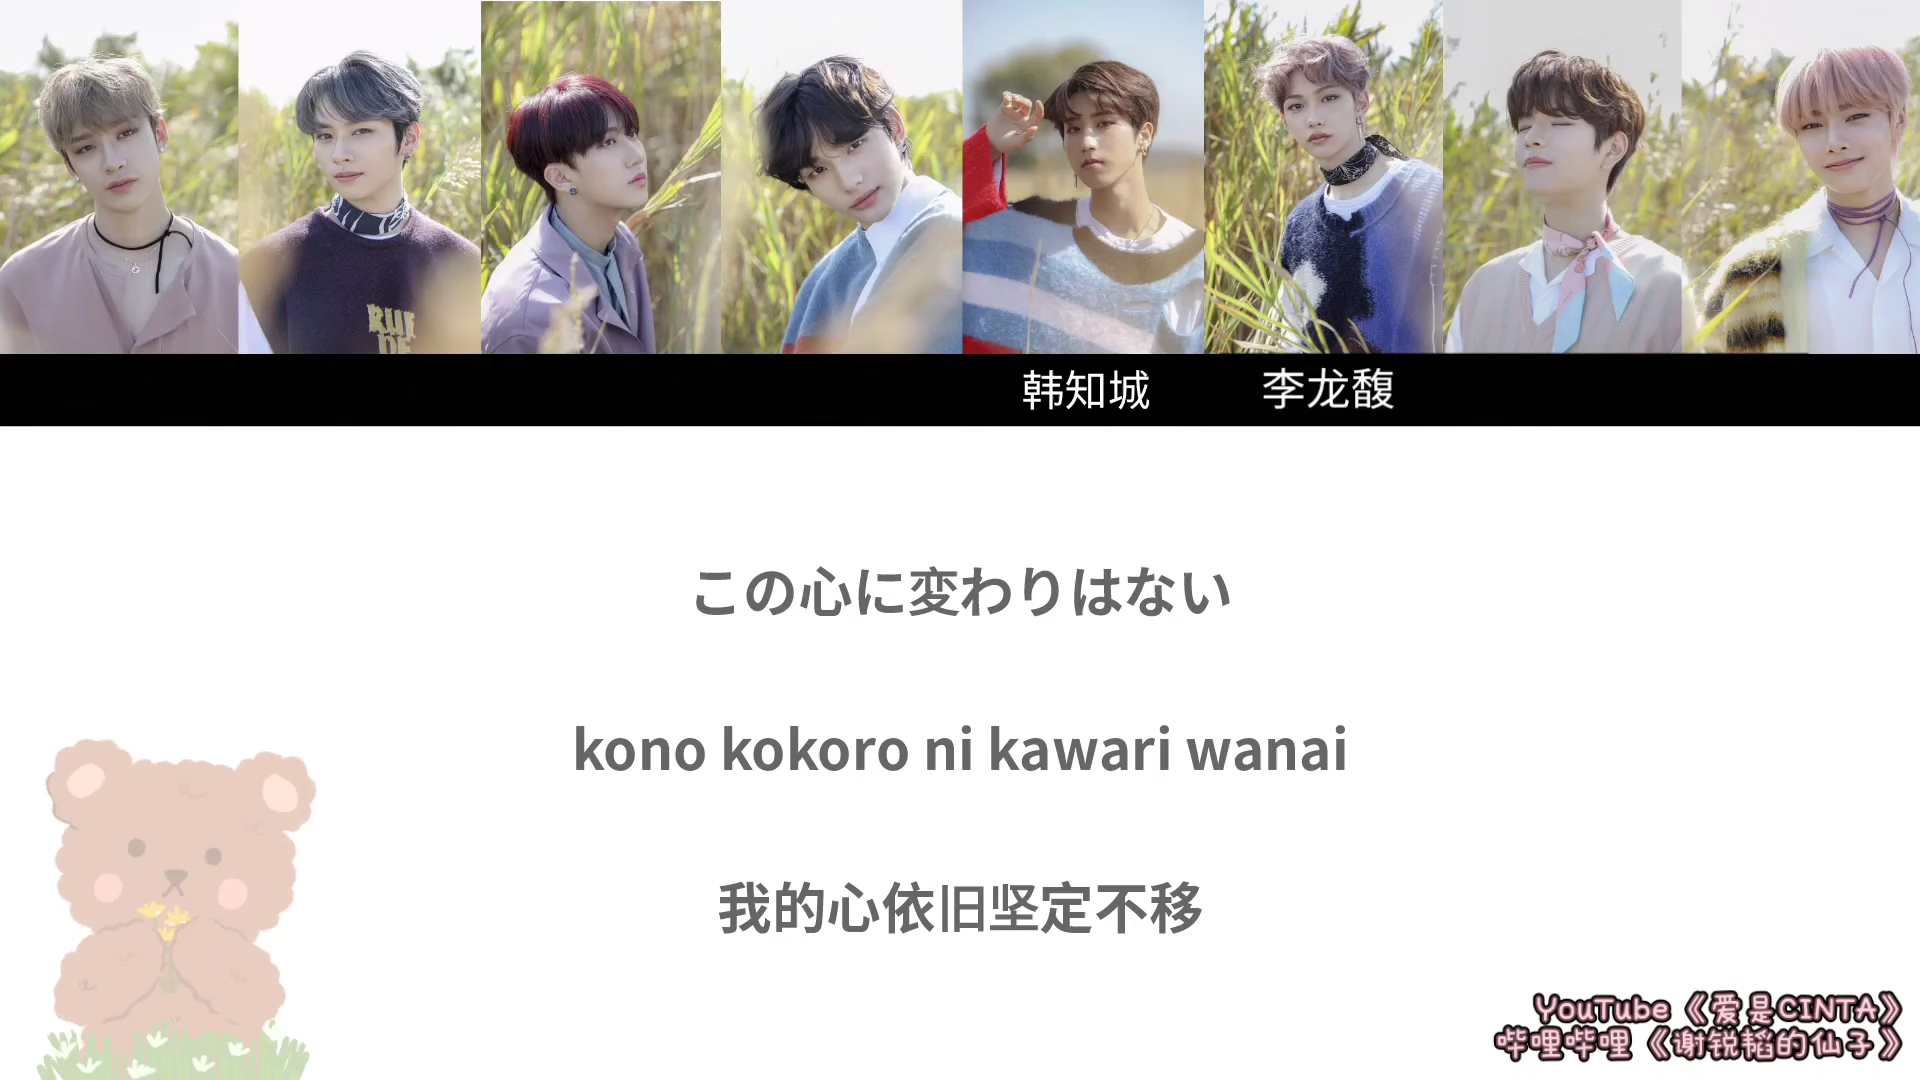 RUE
DE
韩知城
李龙馥
この心に変わりはない
kono kokoro ni kawari wanai
我的心依旧坚定不移
YouTube《爱是CINTA》
哔哩哔哩《谢锐韬的仙子》